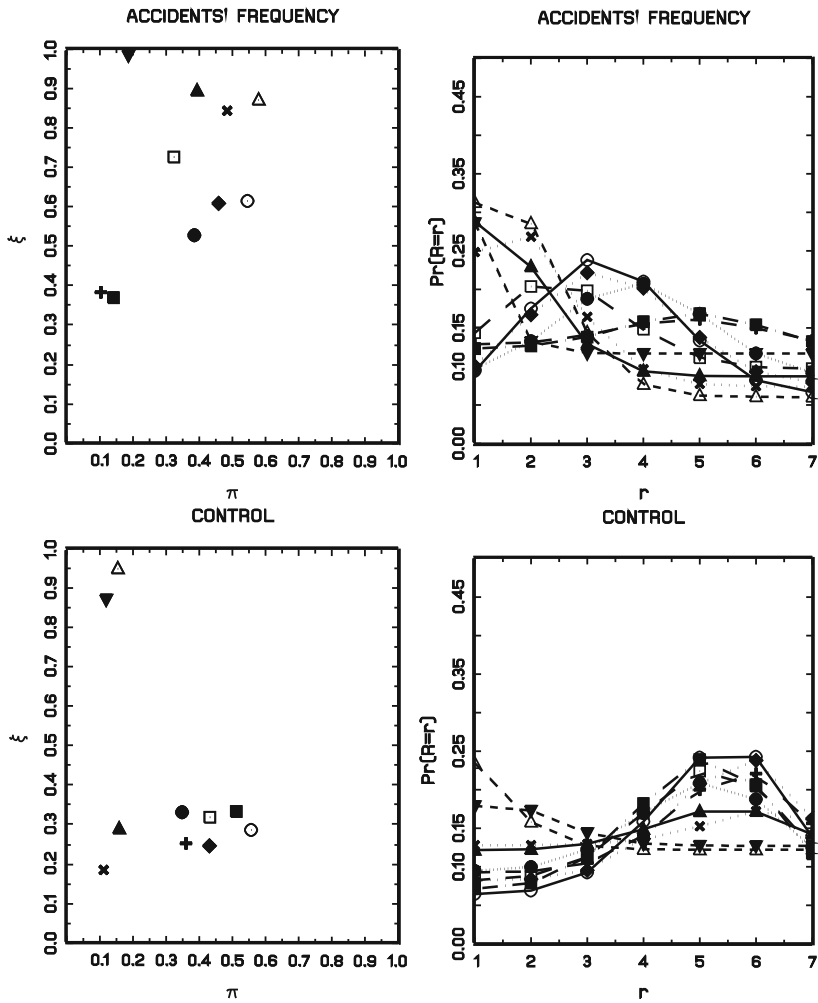 ACCIDENTS' FREQUENCY
ξ
1.0
0.9
0.8
0.7
0.6
0.5
0.4
0.3
0.2
0.1
0.0
0.1 0.2 0.3 0.4 0.5 0.6 0.7 0.8 0.9 1.0
π
ACCIDENTS' FREQUENCY
Pr(R=r)
0.45
0.35
0.25
0.15
0.10
0.00
1 2 3 4 5 6 7
r
CONTROL
ξ
1.0
0.9
0.8
0.7
0.6
0.5
0.4
0.3
0.2
0.1
0.0
0.1 0.2 0.3 0.4 0.5 0.6 0.7 0.8 0.9 1.0
π
CONTROL
Pr(R=r)
0.45
0.35
0.25
0.15
0.10
0.00
1 2 3 4 5 6 7
r